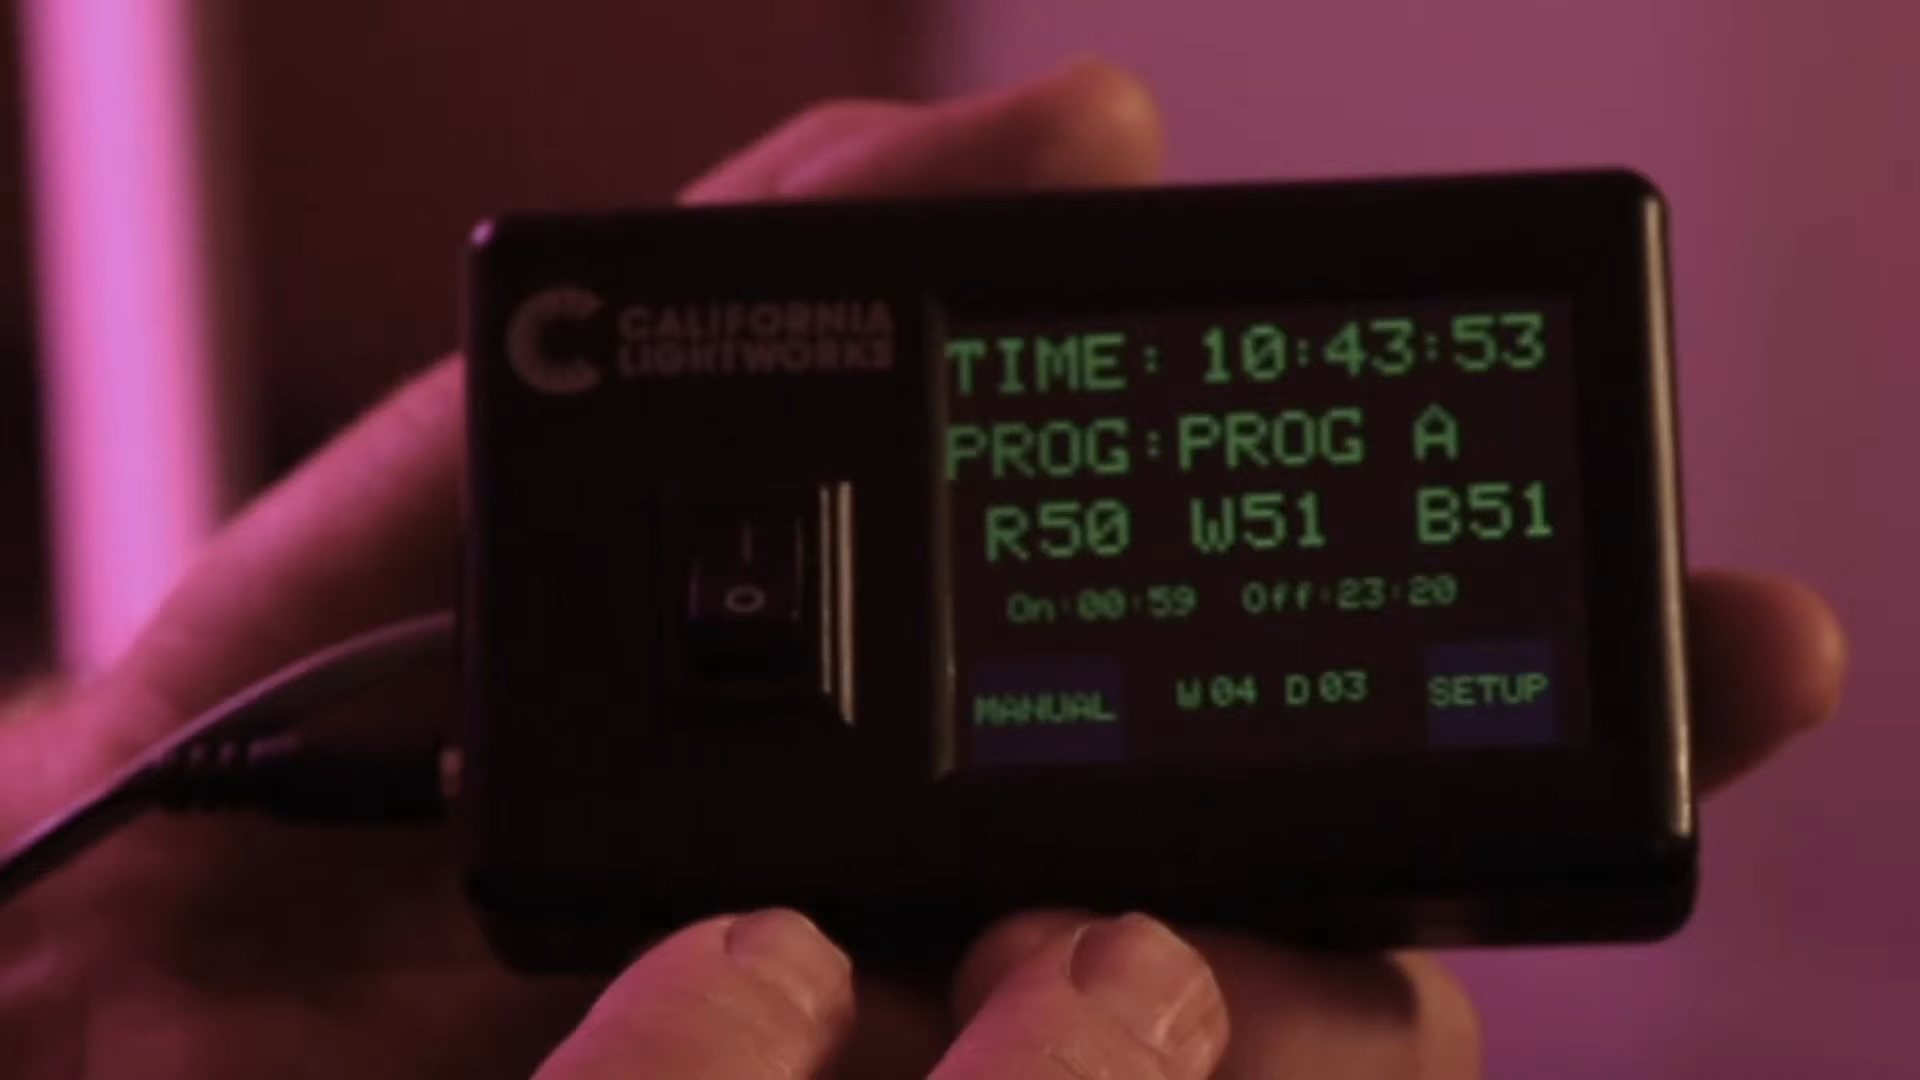 CALIFORNIA
LIGHTWORKS
TIME: 10:43:53
PROG:PROG A
R50 W51 B51
On:00:59 Off:23:20
MANUAL W04 D03 SETUP